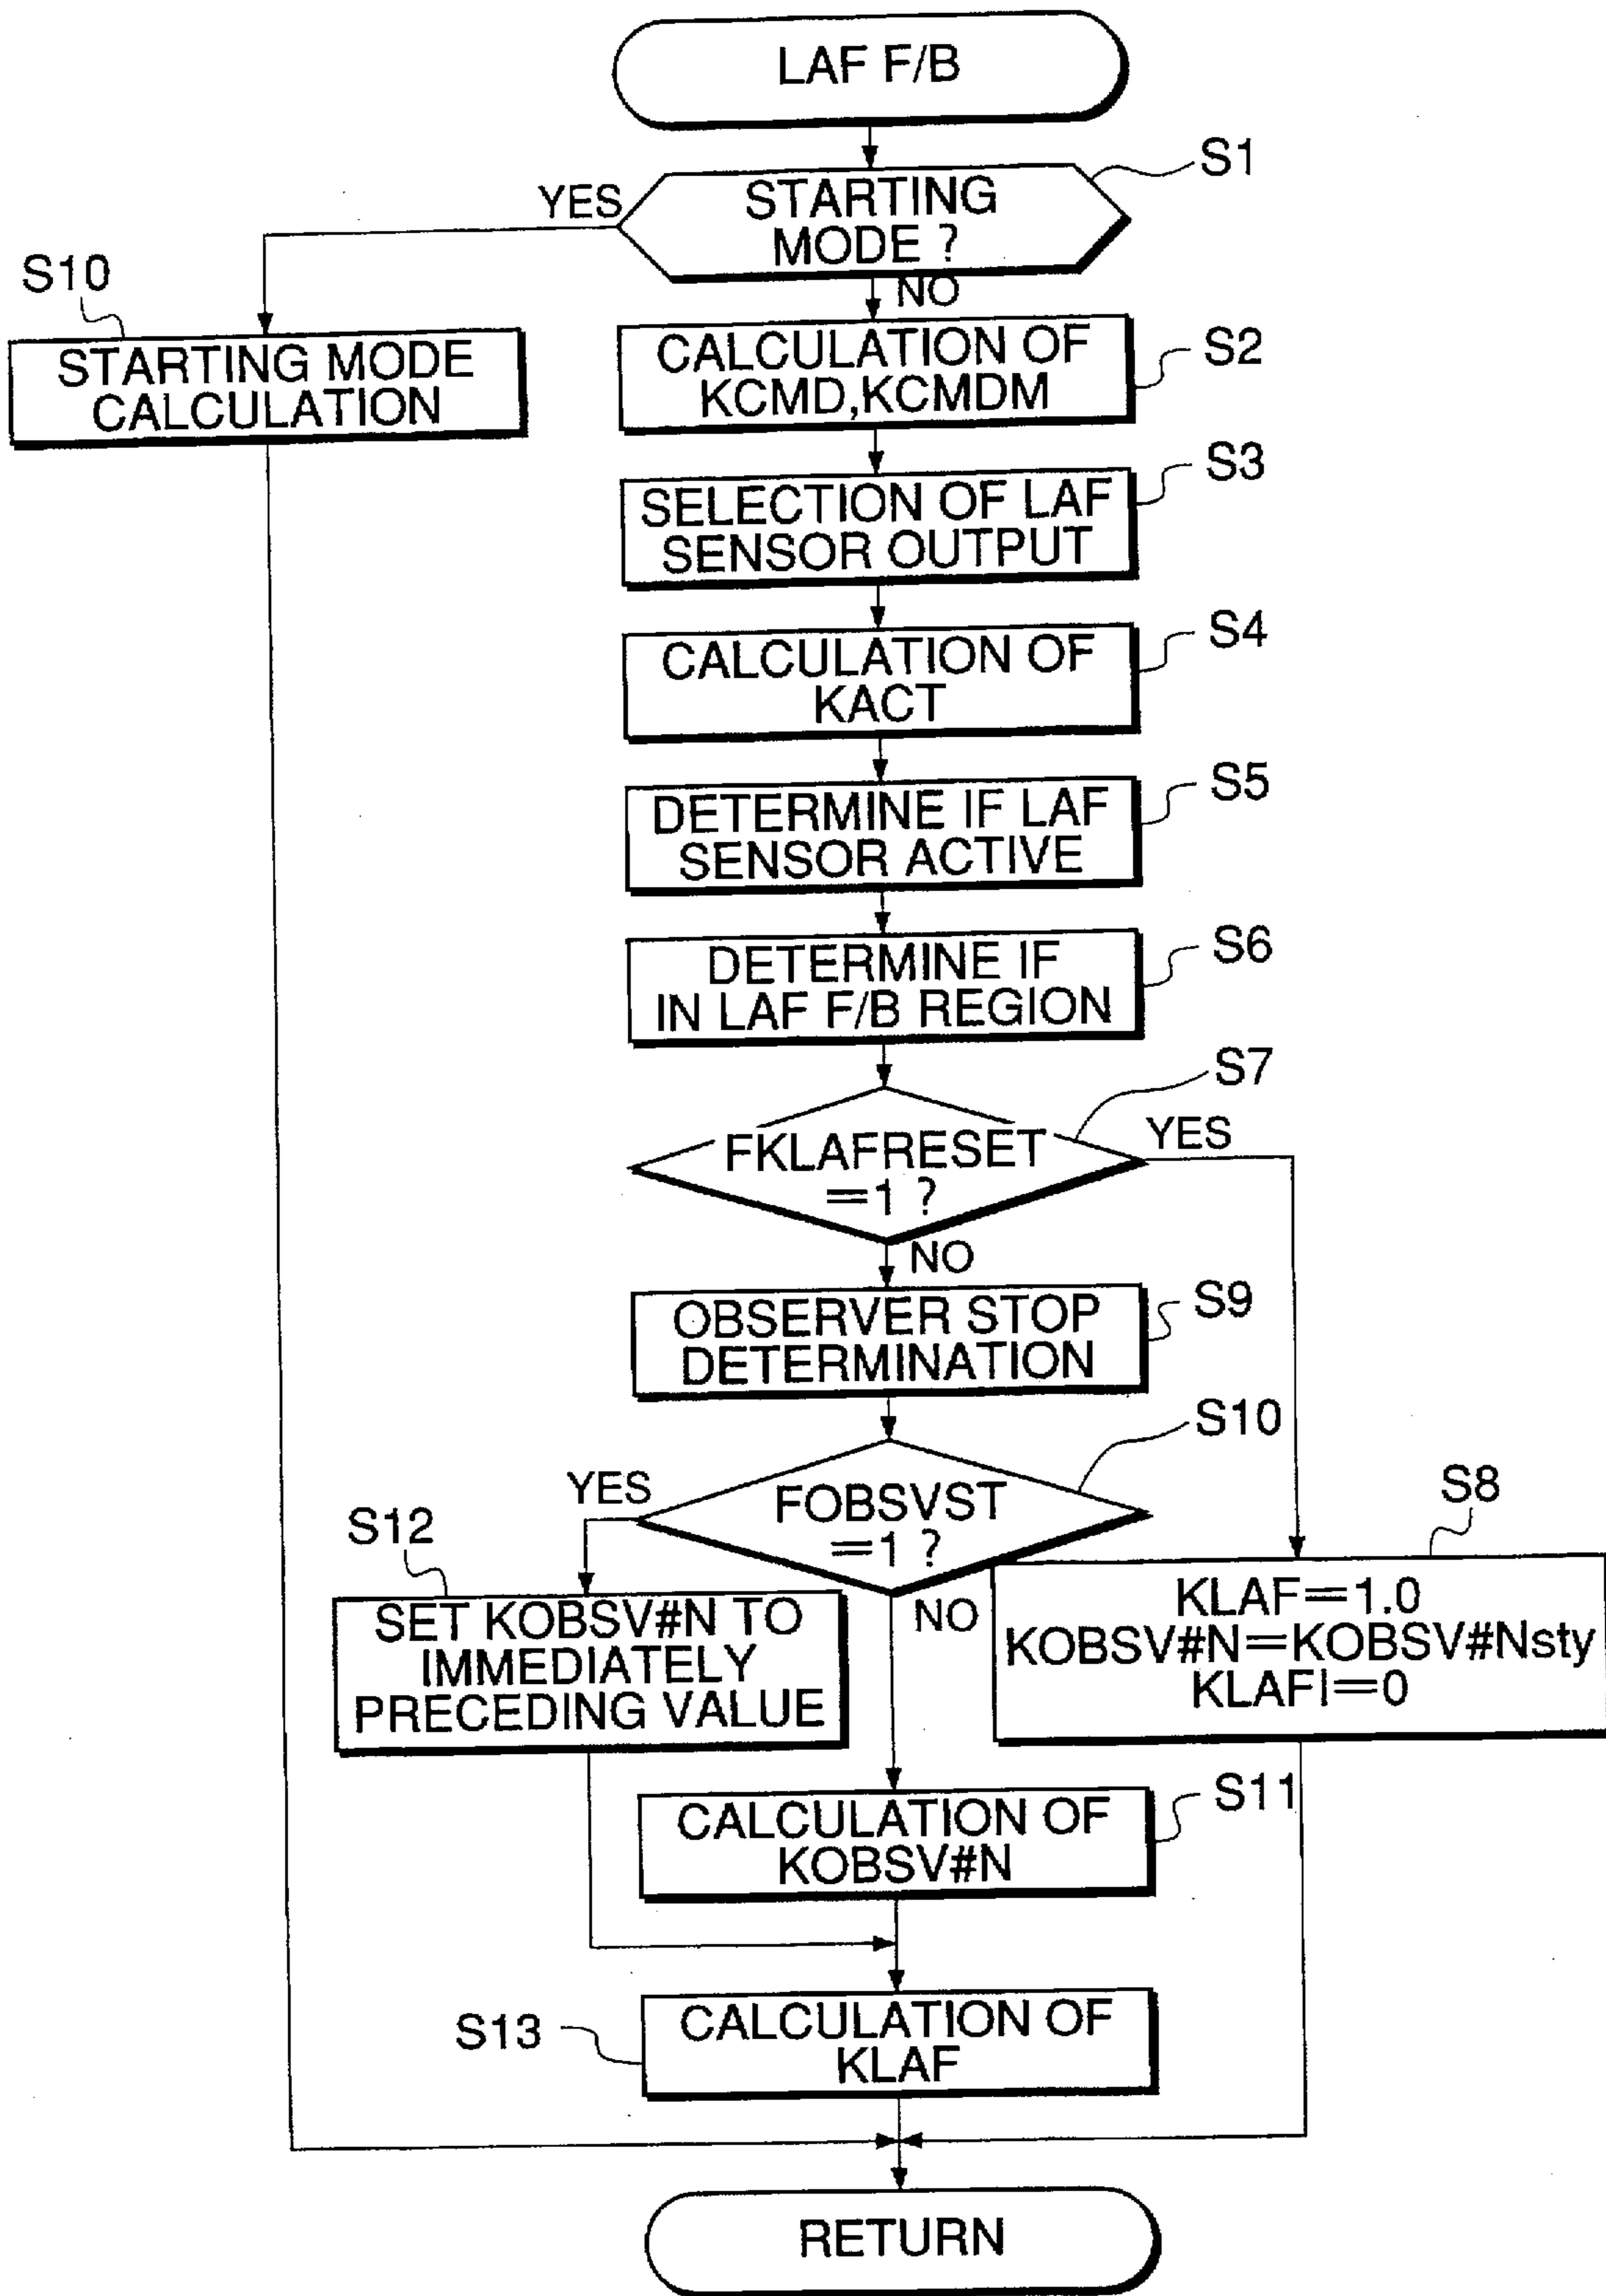 LAF F/B
S1
YES
STARTING
MODE ?
NO
S10
STARTING MODE
CALCULATION
S2
CALCULATION OF
KCMD,KCMDM
S3
SELECTION OF LAF
SENSOR OUTPUT
S4
CALCULATION OF
KACT
S5
DETERMINE IF LAF
SENSOR ACTIVE
S6
DETERMINE IF
IN LAF F/B REGION
S7
FKLAFRESET
=1 ?
YES
NO
S9
OBSERVER STOP
DETERMINATION
S10
YES
FOBSVST
=1 ?
NO
S12
SET KOBSV#N TO
IMMEDIATELY
PRECEDING VALUE
S8
KLAF=1.0
KOBSV#N=KOBSV#Nsty
KLAFI=0
S11
CALCULATION OF
KOBSV#N
S13
CALCULATION OF
KLAF
RETURN